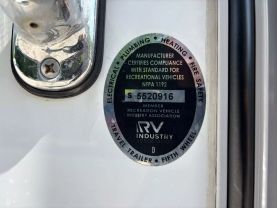 ELECTRICAL • PLUMBING • HEATING • FIRE SAFETY
MANUFACTURER
CERTIFIES COMPLIANCE
WITH STANDARD FOR
RECREATIONAL VEHICLES
NFPA 1192
S 5520916
MEMBER
RECREATION VEHICLE
INDUSTRY ASSOCIATION
RV
INDUSTRY
D
TRAVEL TRAILER • FIFTH WHEEL